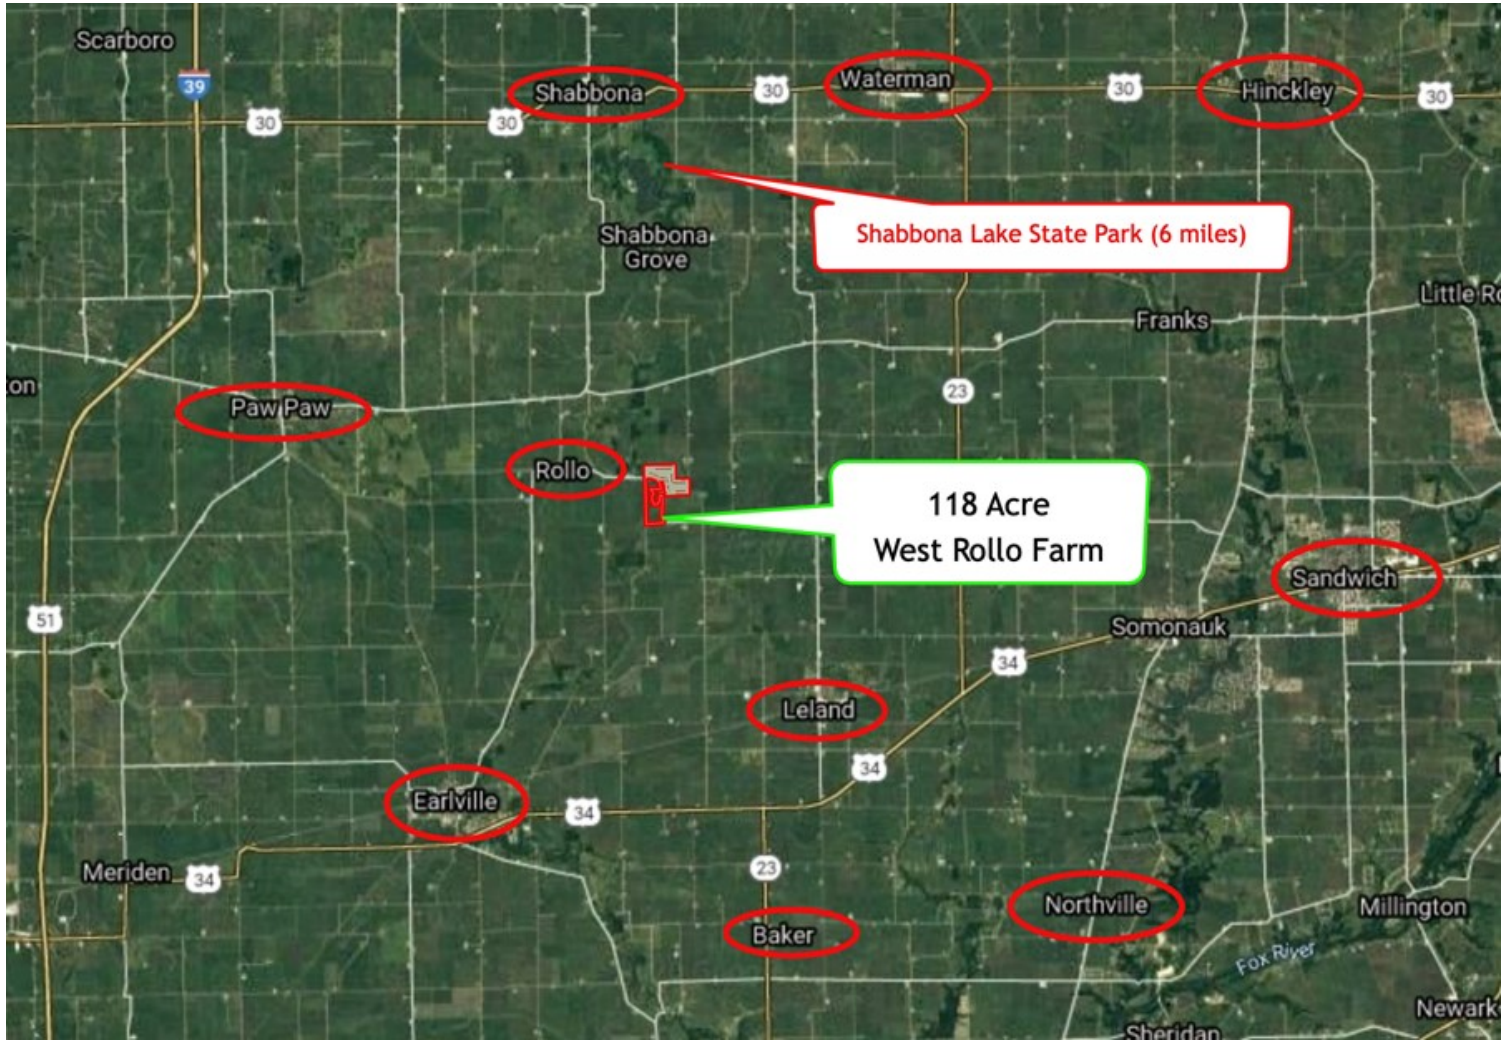 Scarboro
39
Shabbona
30
Waterman
30
Hinckley
30
30
30
Shabbona Lake State Park (6 miles)
Shabbona
Grove
Little
Franks
Paw Paw
23
Rollo
118 Acre
West Rollo Farm
Sandwich
51
Somonauk
34
Leland
34
Earlville
34
Meriden
34
23
Baker
Northville
Millington
Fox River
Newark
Sheridan